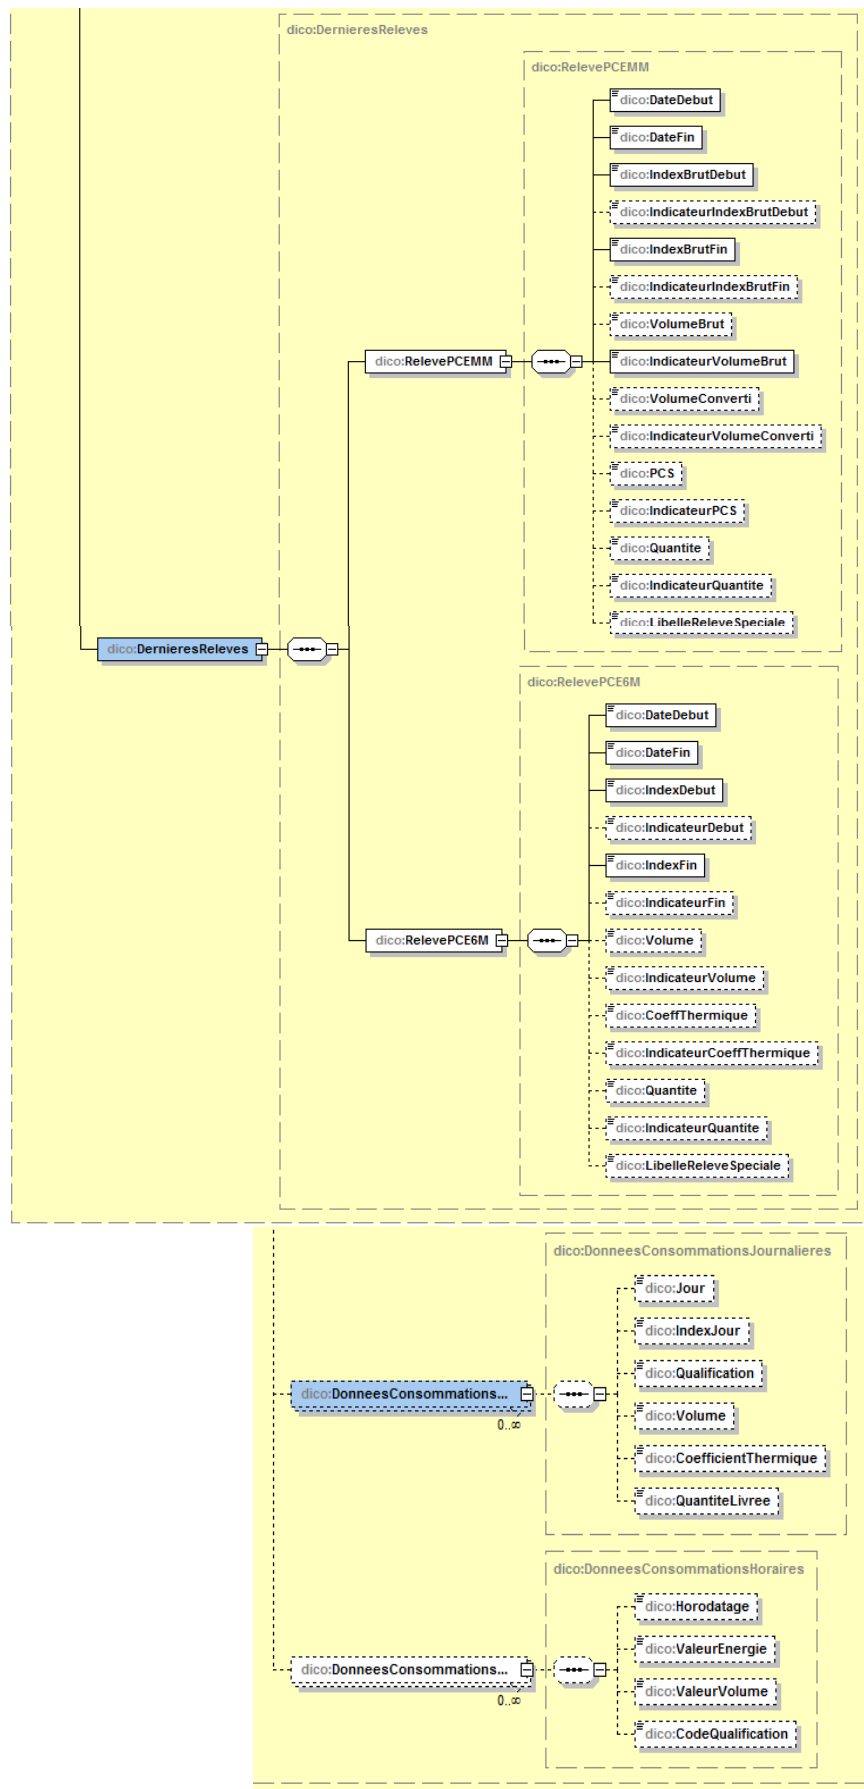 dico:DernieresReleves
dico:RelevePCEMM
dico:DateDebut
dico:DateFin
dico:IndexBrutDebut
dico:IndicateurIndexBrutDebut
dico:IndexBrutFin
dico:IndicateurIndexBrutFin
dico:VolumeBrut
dico:RelevePCEMM
dico:IndicateurVolumeBrut
dico:VolumeConverti
dico:IndicateurVolumeConverti
dico:PCS
dico:IndicateurPCS
dico:Quantite
dico:IndicateurQuantite
dico:LibelleReleveSpeciale
dico:DernieresReleves
dico:RelevePCE6M
dico:DateDebut
dico:DateFin
dico:IndexDebut
dico:IndicateurDebut
dico:IndexFin
dico:IndicateurFin
dico:RelevePCE6M
dico:Volume
dico:IndicateurVolume
dico:CoeffThermique
dico:IndicateurCoeffThermique
dico:Quantite
dico:IndicateurQuantite
dico:LibelleReleveSpeciale
dico:DonneesConsommationsJournalieres
dico:Jour
dico:IndexJour
dico:Qualification
dico:DonneesConsommations...
0..∞
dico:Volume
dico:CoefficientThermique
dico:QuantiteLivree
dico:DonneesConsommationsHoraires
dico:Horodatage
dico:ValeurEnergie
dico:DonneesConsommations...
0..∞
dico:ValeurVolume
dico:CodeQualification